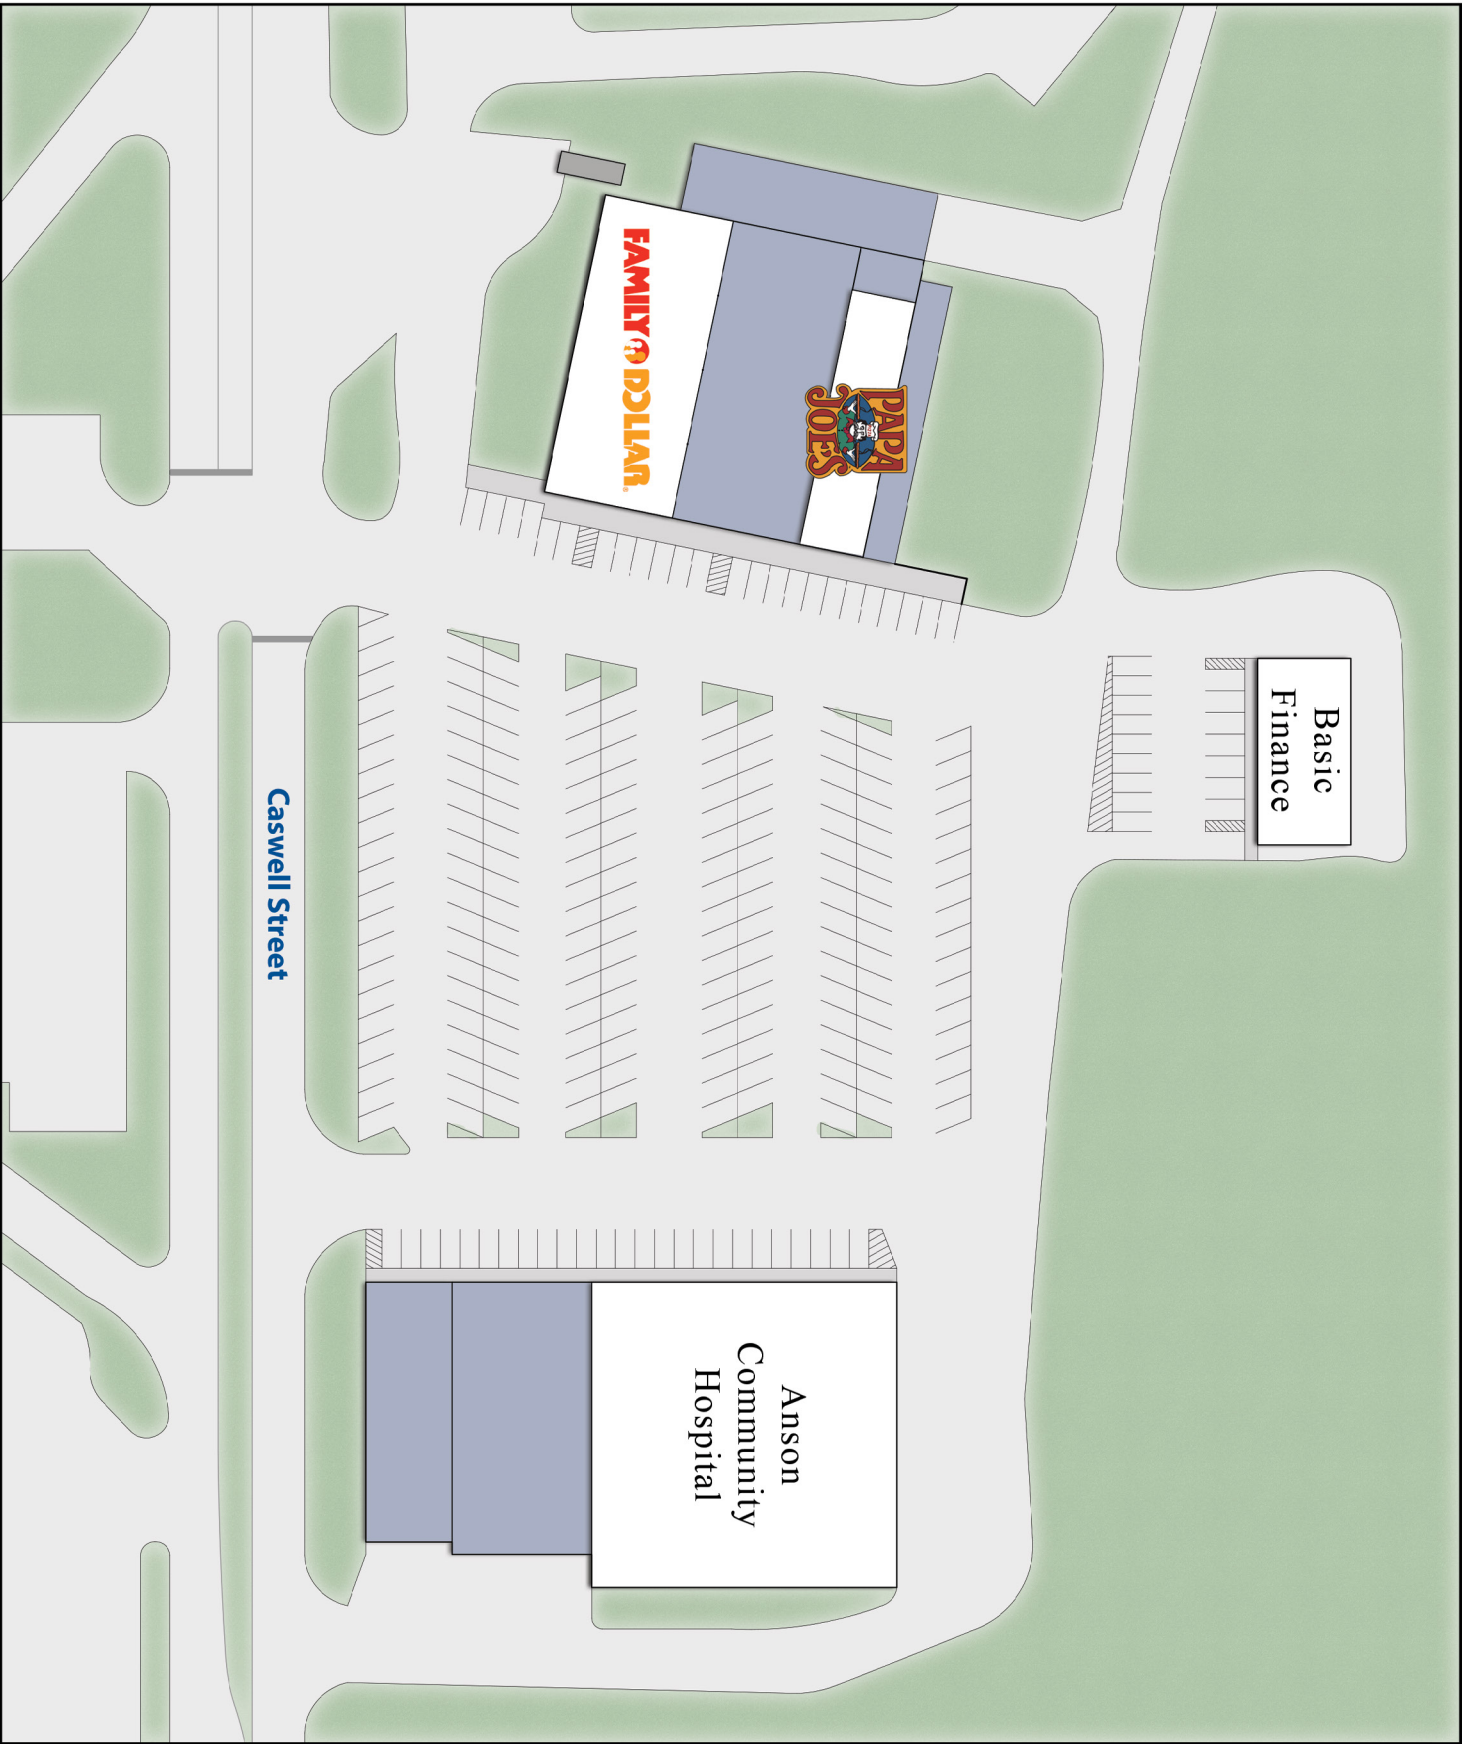 FAMILY DOLLAR
PAPA
JOE'S
Basic
Finance
Caswell Street
Anson
Community
Hospital